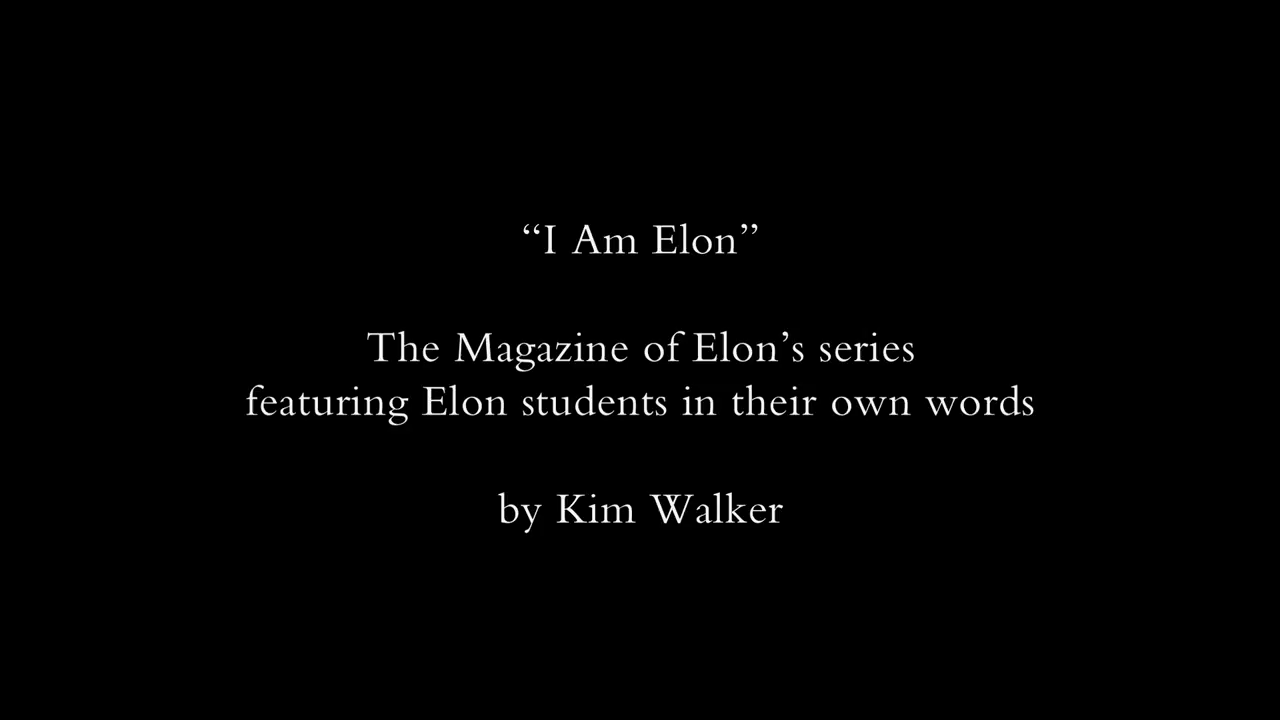 “I Am Elon”
The Magazine of Elon’s series
featuring Elon students in their own words
by Kim Walker